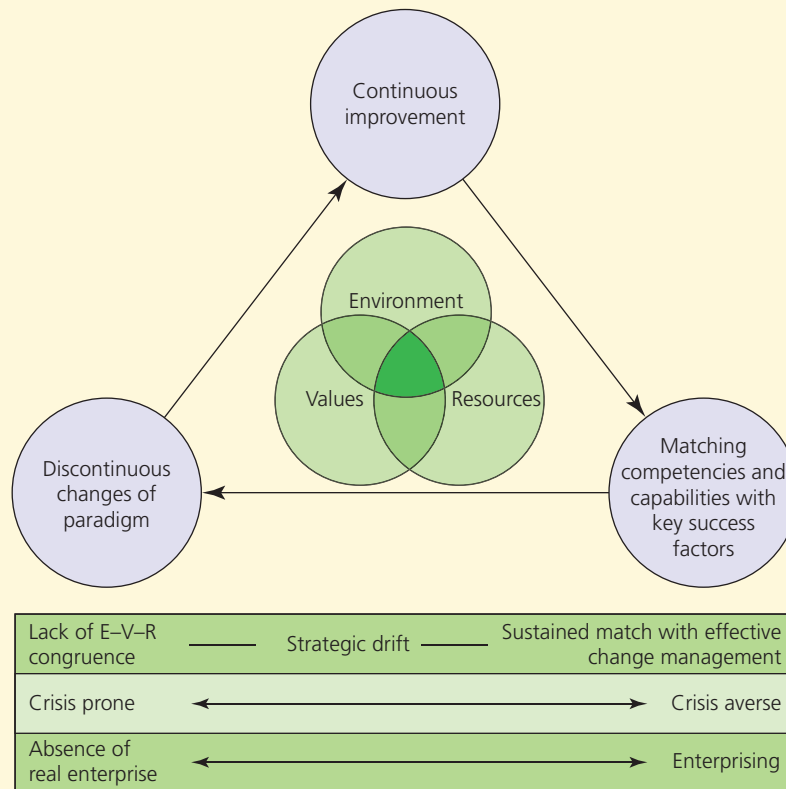 Continuous
improvement
Environment
Values
Resources
Discontinuous
changes of
paradigm
Matching
competencies and
capabilities with
key success
factors
Lack of E–V–R
congruence
Strategic drift
Sustained match with effective
change management
Crisis prone
Crisis averse
Absence of
real enterprise
Enterprising